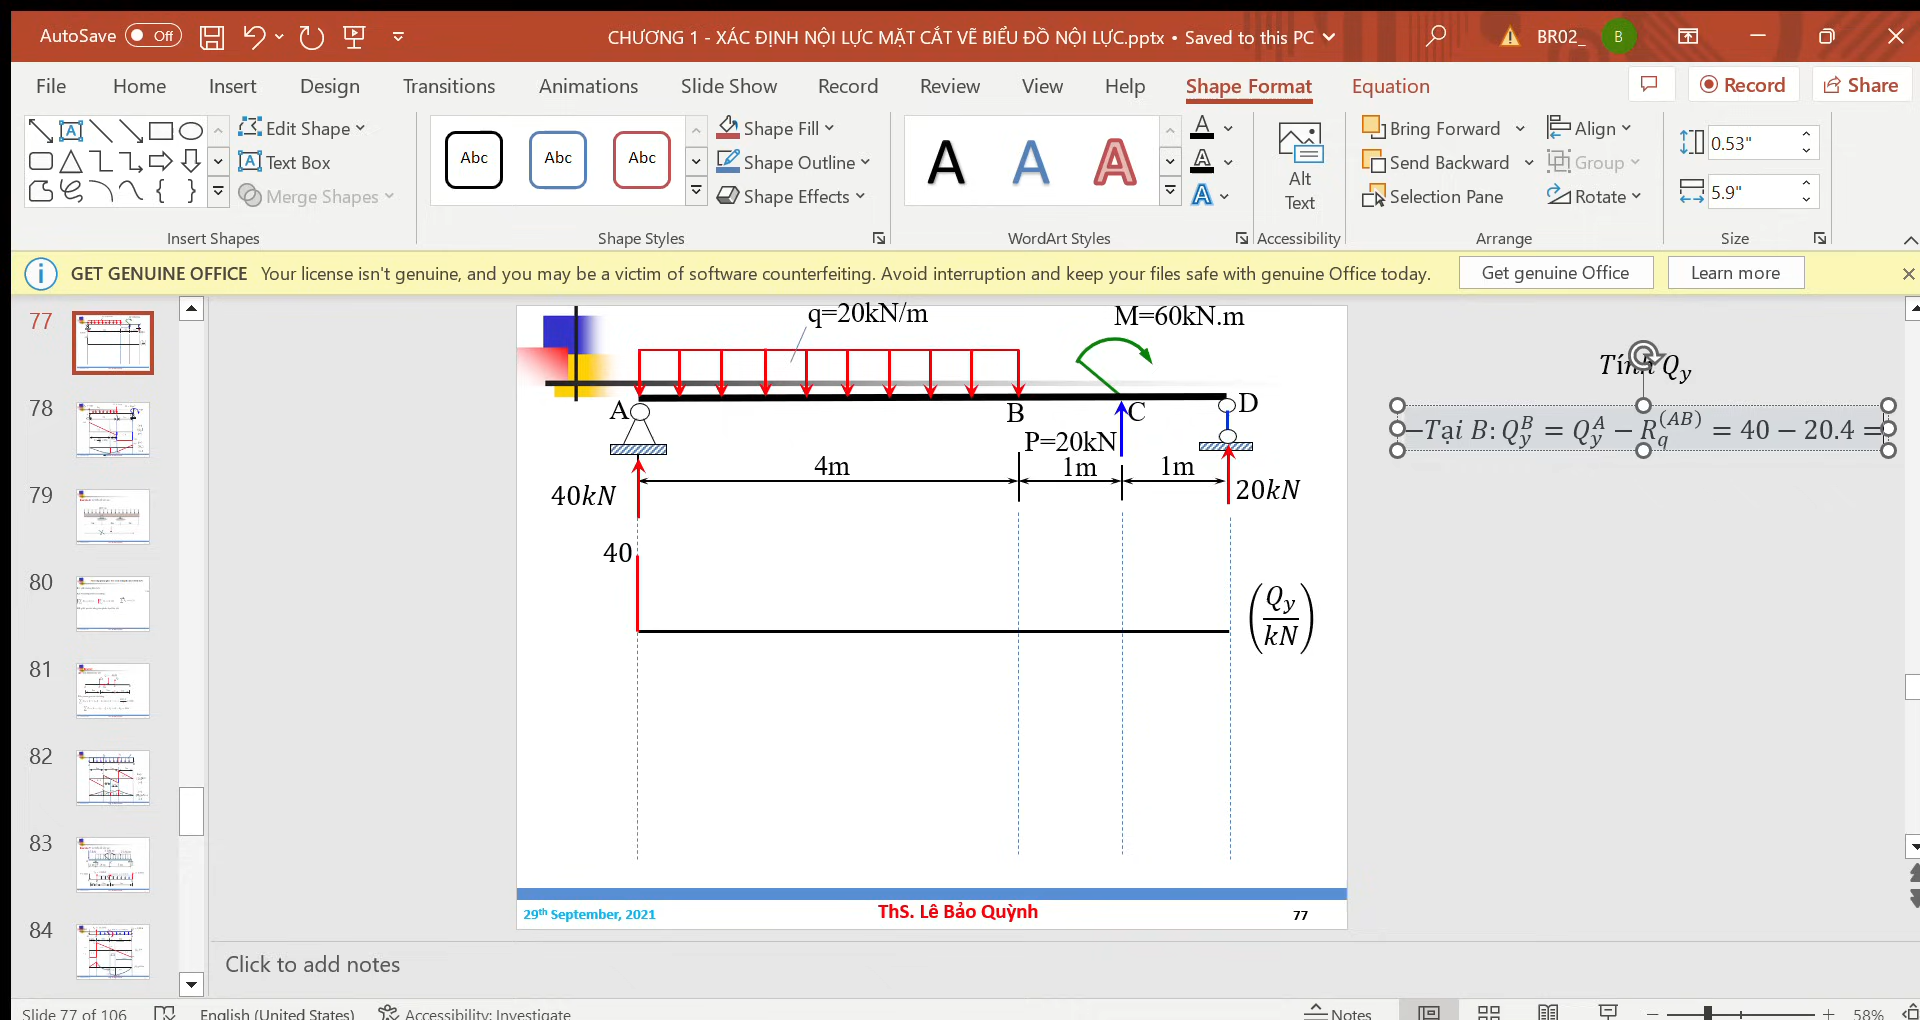 AutoSave Off CHƯƠNG 1 - XÁC ĐỊNH NỘI LỰC MẶT CẮT VẼ BIỂU ĐỒ NỘI LỰC.pptx • Saved to this PC BR02_ B
File Home Insert Design Transitions Animations Slide Show Record Review View Help Shape Format Equation Record Share
Edit Shape
Text Box
Merge Shapes
Insert Shapes
Abc Abc Abc
Shape Fill
Shape Outline
Shape Effects
Shape Styles
A A A
WordArt Styles
Alt
Text
Accessibility
Bring Forward
Send Backward
Selection Pane
Align
Group
Rotate
Arrange
0.53"
5.9"
Size
GET GENUINE OFFICE Your license isn't genuine, and you may be a victim of software counterfeiting. Avoid interruption and keep your files safe with genuine Office today. Get genuine Office Learn more
77
78
79
80
81
82
83
84
q=20kN/m
M=60kN.m
A B C D
P=20kN
4m 1m 1m
40kN 20kN
40
(Q_y/kN)
Tính Q_y
−Tại B: Q_y^B = Q_y^A − R_q^(AB) = 40 − 20.4 =
29th September, 2021 ThS. Lê Bảo Quỳnh 77
Click to add notes
Slide 77 of 106 English (United States) Accessibility: Investigate Notes 58%